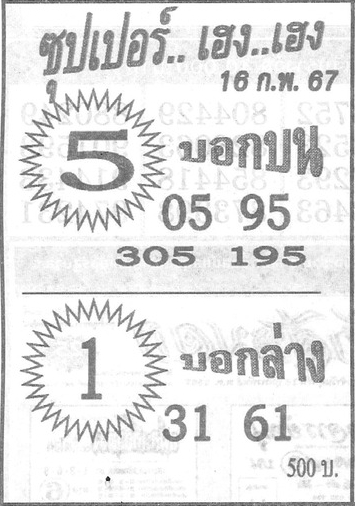 ซุปเปอร์.. เฮง..เฮง
16 ก.พ. 67
5 บอกบน
05 95
305 195
1 บอกล่าง
31 61
500 บ.